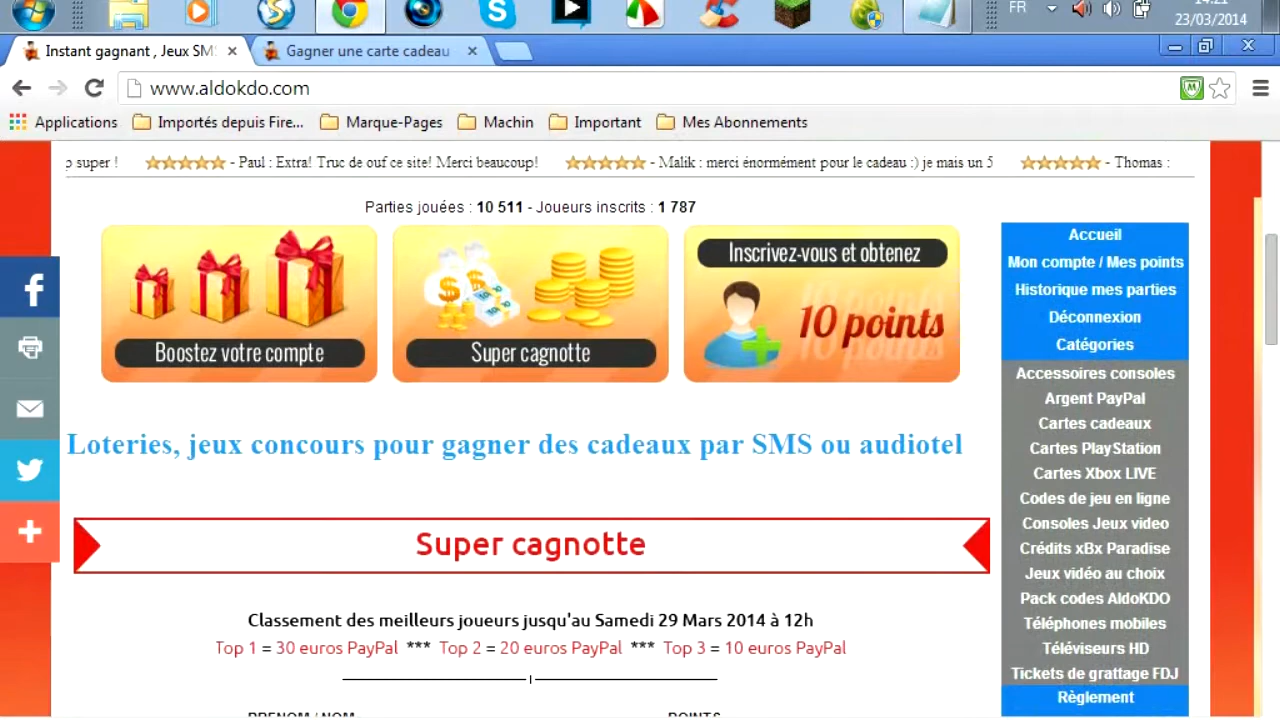 FR
14:21
23/03/2014
Instant gagnant , Jeux SM
Gagner une carte cadeau
www.aldokdo.com
Applications
Importés depuis Fire...
Marque-Pages
Machin
Important
Mes Abonnements
super !
- Paul : Extra! Truc de ouf ce site! Merci beaucoup!
- Malik : merci énormément pour le cadeau :) je mais un 5
- Thomas :
Parties jouées : 10 511 - Joueurs inscrits : 1 787
Boostez votre compte
Super cagnotte
Inscrivez-vous et obtenez
10 points
Loteries, jeux concours pour gagner des cadeaux par SMS ou audiotel
Super cagnotte
Classement des meilleurs joueurs jusqu'au Samedi 29 Mars 2014 à 12h
Top 1 = 30 euros PayPal *** Top 2 = 20 euros PayPal *** Top 3 = 10 euros PayPal
PRENOM / NOM
POINTS
Accueil
Mon compte / Mes points
Historique mes parties
Déconnexion
Catégories
Accessoires consoles
Argent PayPal
Cartes cadeaux
Cartes PlayStation
Cartes Xbox LIVE
Codes de jeu en ligne
Consoles Jeux video
Crédits xBx Paradise
Jeux vidéo au choix
Pack codes AldoKDO
Téléphones mobiles
Téléviseurs HD
Tickets de grattage FDJ
Règlement